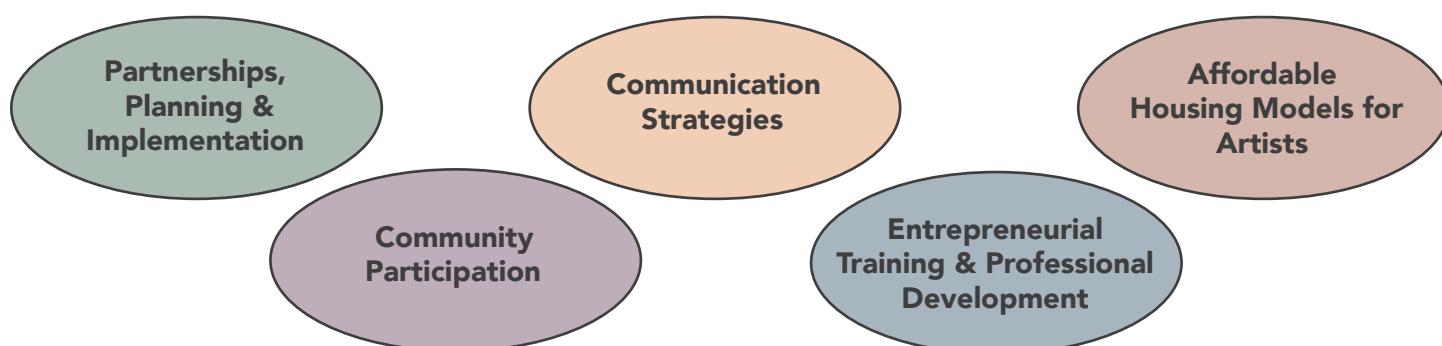 Partnerships,
Planning &
Implementation
Community
Participation
Communication
Strategies
Entrepreneurial
Training & Professional
Development
Affordable
Housing Models for
Artists